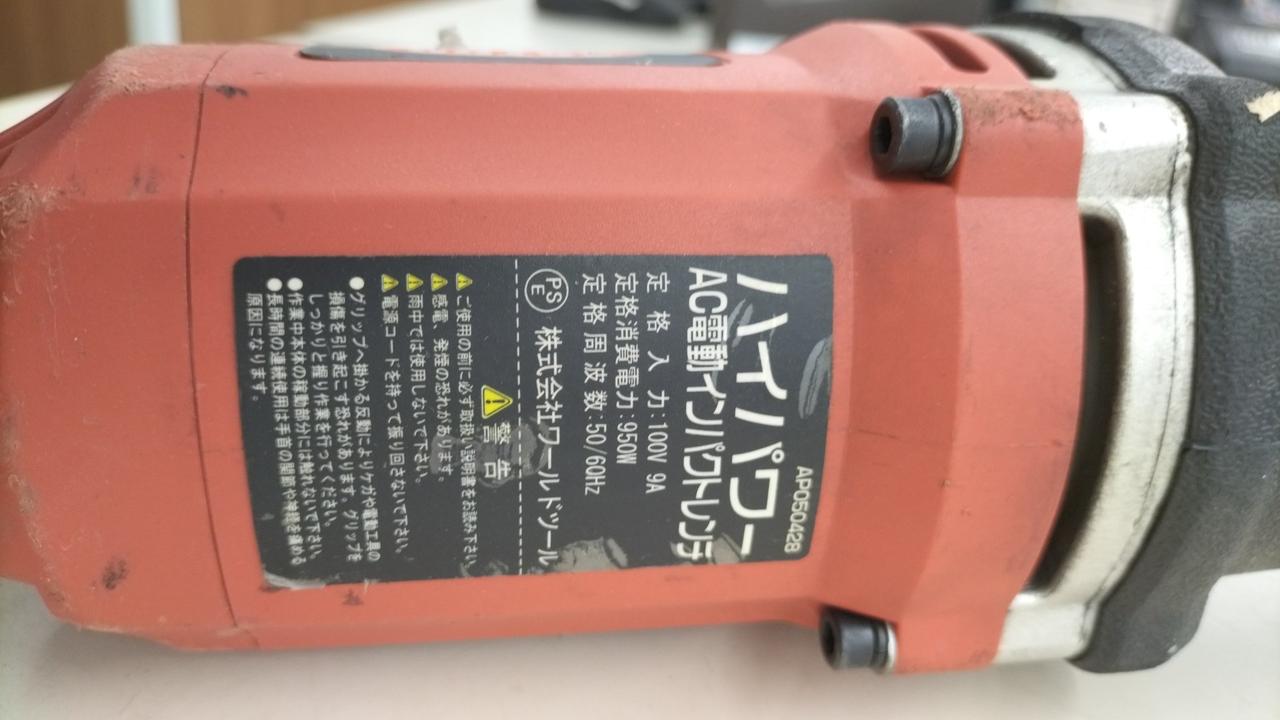 AP050428
ハイパワー
AC電動インパクトレンチ
定格入力:100V 9A
定格消費電力:950W
定格周波数:50/60Hz
PSE 株式会社ワールドツール
警告
ご使用の前に必ず取扱い説明書をお読み下さい。
感電、発煙の恐れがあります。
雨中では使用しないで下さい。
電源コードを持って振り回さないで下さい。
●グリップへ掛かる反動によりケガや電動工具の
損傷を引き起こす恐れがあります。グリップを
しっかりと握り作業を行ってください。
●作業中本体の稼動部分には触れないで下さい。
●長時間の連続使用は手首の関節や神経を痛める
原因になります。